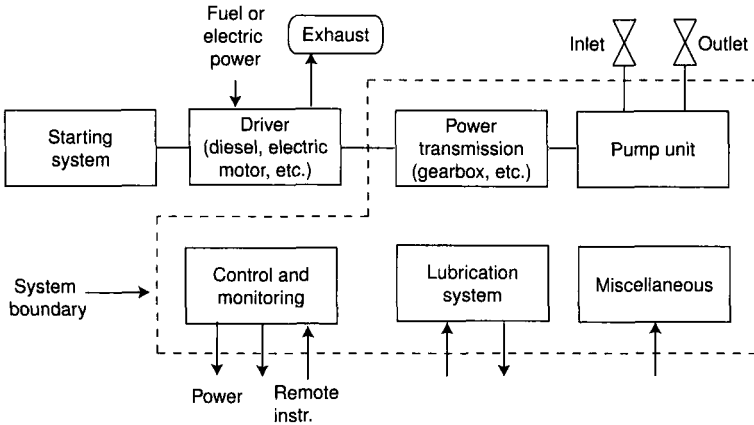 Fuel or
electric
power
Exhaust
Inlet
Outlet
Starting
system
Driver
(diesel, electric
motor, etc.)
Power
transmission
(gearbox, etc.)
Pump unit
System
boundary
Control and
monitoring
Lubrication
system
Miscellaneous
Power
Remote
instr.